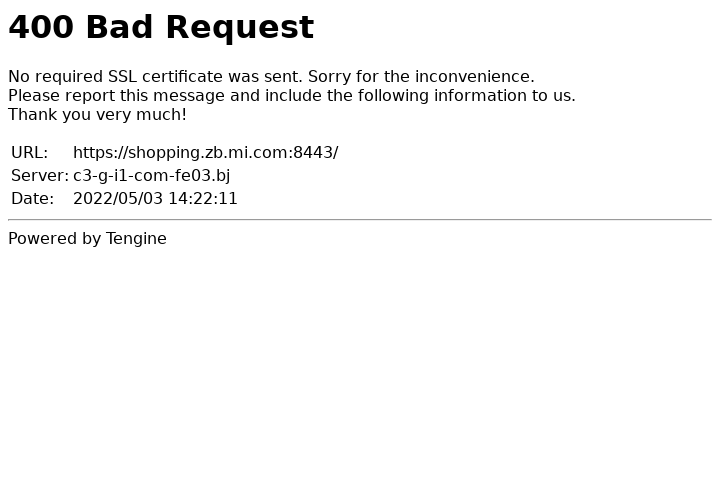 400 Bad Request
No required SSL certificate was sent. Sorry for the inconvenience.
Please report this message and include the following information to us.
Thank you very much!
URL: https://shopping.zb.mi.com:8443/
Server: c3-g-i1-com-fe03.bj
Date: 2022/05/03 14:22:11
Powered by Tengine